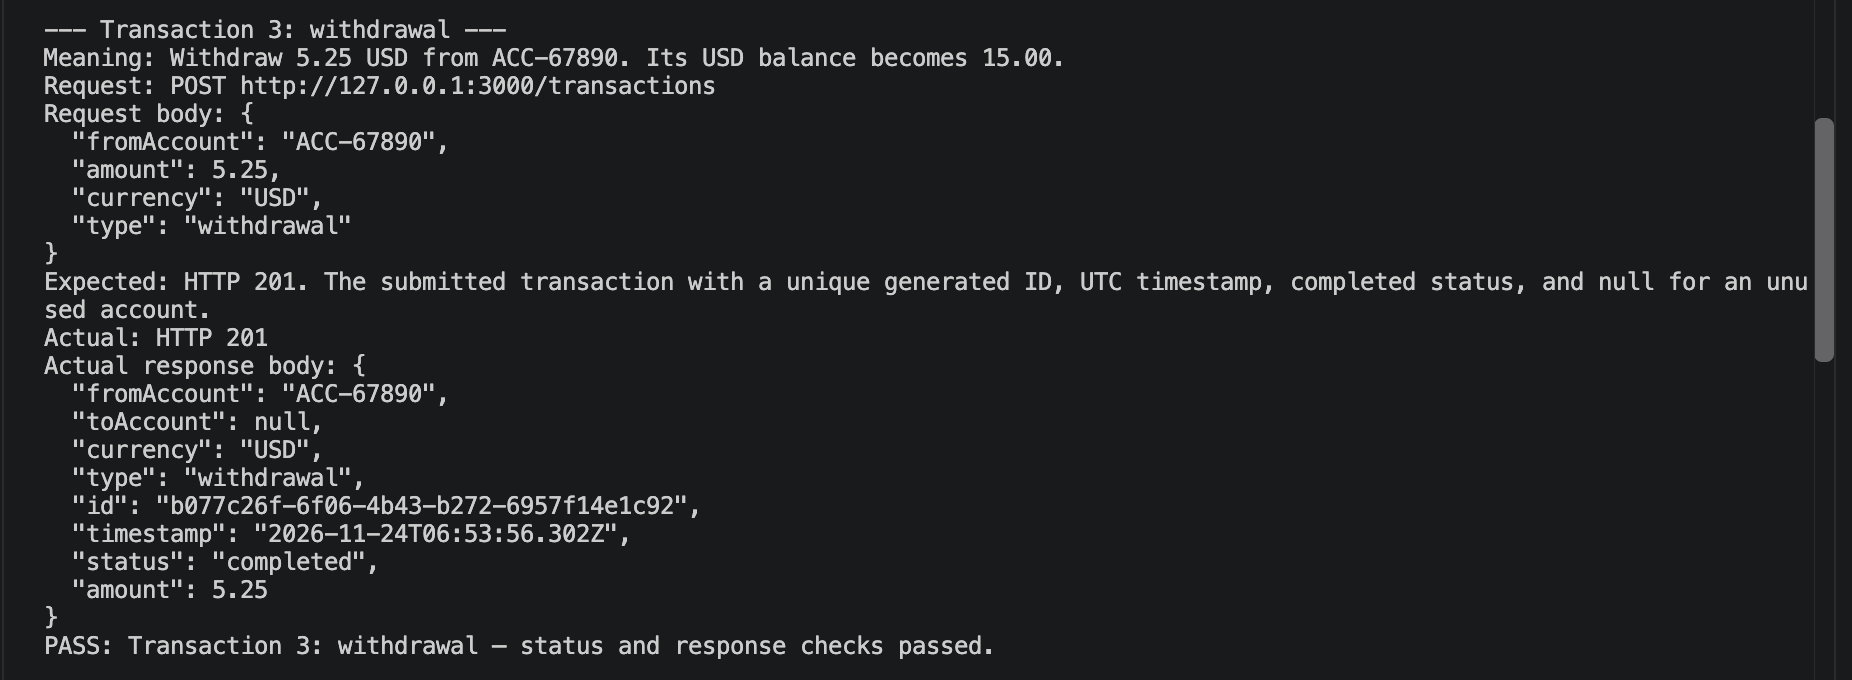 --- Transaction 3: withdrawal ---
Meaning: Withdraw 5.25 USD from ACC-67890. Its USD balance becomes 15.00.
Request: POST http://127.0.0.1:3000/transactions
Request body: {
  "fromAccount": "ACC-67890",
  "amount": 5.25,
  "currency": "USD",
  "type": "withdrawal"
}
Expected: HTTP 201. The submitted transaction with a unique generated ID, UTC timestamp, completed status, and null for an unu
sed account.
Actual: HTTP 201
Actual response body: {
  "fromAccount": "ACC-67890",
  "toAccount": null,
  "currency": "USD",
  "type": "withdrawal",
  "id": "b077c26f-6f06-4b43-b272-6957f14e1c92",
  "timestamp": "2026-11-24T06:53:56.302Z",
  "status": "completed",
  "amount": 5.25
}
PASS: Transaction 3: withdrawal — status and response checks passed.